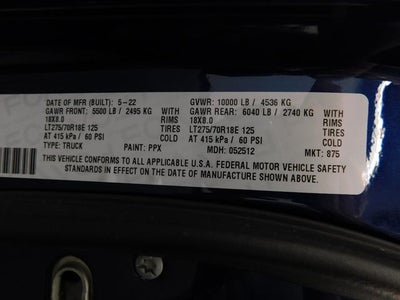 DATE OF MFR (BUILT): 5-22 GVWR: 10000 LB / 4536 KG
GAWR FRONT: 5500 LB / 2495 KG WITH GAWR REAR: 6040 LB / 2740 KG WITH
18X8.0 RIMS 18X8.0 RIMS
LT275/70R18E 125 TIRES LT275/70R18E 125 TIRES
AT 415 kPa / 60 PSI COLD AT 415 kPa / 60 PSI COLD
TYPE: TRUCK PAINT: PPX MDH: 052512 MKT: 875
THIS VEHICLE CONFORMS TO ALL APPLICABLE U.S.A. FEDERAL MOTOR VEHICLE SAFETY
STANDARDS IN EFFECT ON THE DATE OF MANUFACTURE SHOWN ABOVE.